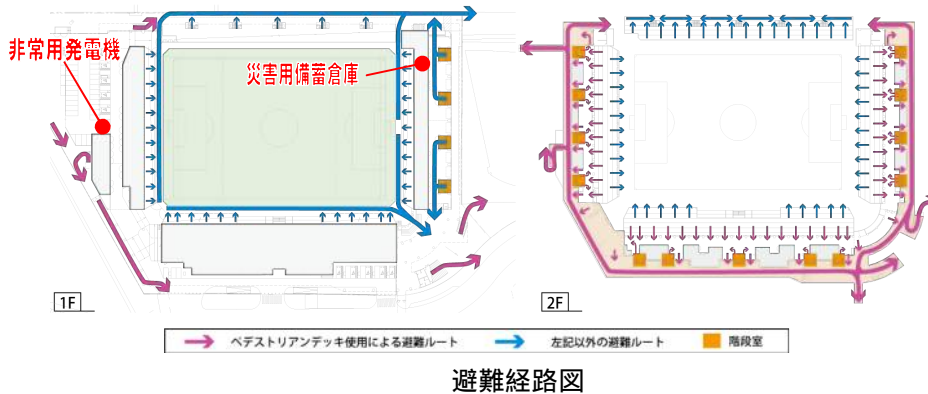 非常用発電機
災害用備蓄倉庫
1F
2F
ペデストリアンデッキ使用による避難ルート
左記以外の避難ルート
階段室
避難経路図